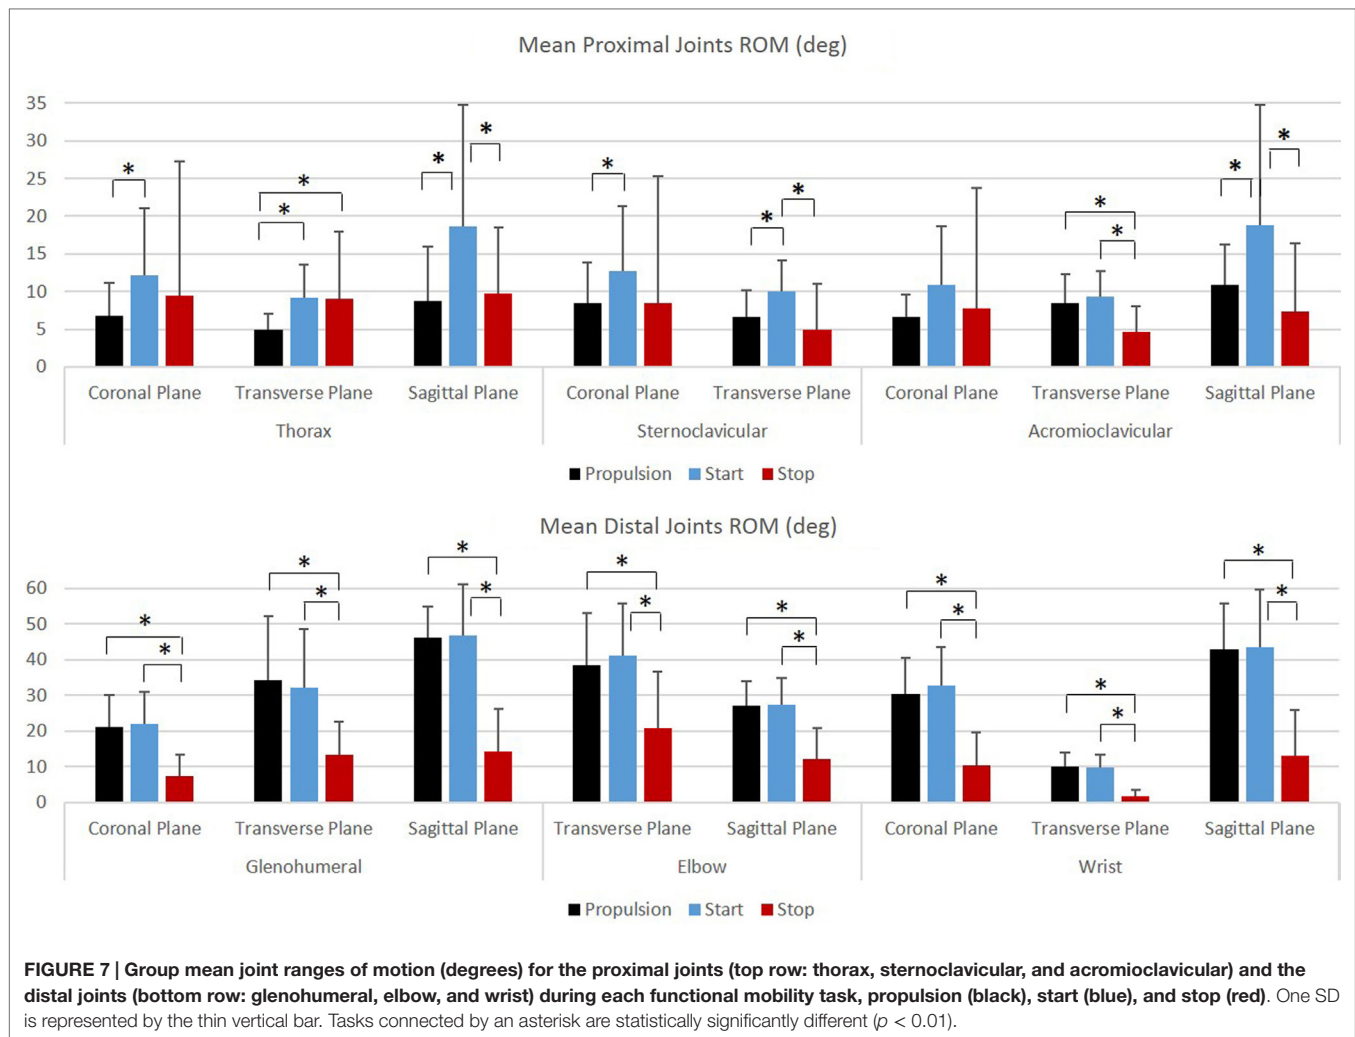 Mean Proximal Joints ROM (deg)
35
30
25
20
15
10
5
0
* * * * * * * * * * * * *
Coronal Plane Transverse Plane Sagittal Plane Coronal Plane Transverse Plane Coronal Plane Transverse Plane Sagittal Plane
Thorax Sternoclavicular Acromioclavicular
Propulsion Start Stop
Mean Distal Joints ROM (deg)
60
50
40
30
20
10
0
* * * * * * * * * * * * * * * *
Coronal Plane Transverse Plane Sagittal Plane Transverse Plane Sagittal Plane Coronal Plane Transverse Plane Sagittal Plane
Glenohumeral Elbow Wrist
Propulsion Start Stop
FIGURE 7 | Group mean joint ranges of motion (degrees) for the proximal joints (top row: thorax, sternoclavicular, and acromioclavicular) and the
distal joints (bottom row: glenohumeral, elbow, and wrist) during each functional mobility task, propulsion (black), start (blue), and stop (red). One SD
is represented by the thin vertical bar. Tasks connected by an asterisk are statistically significantly different (p < 0.01).